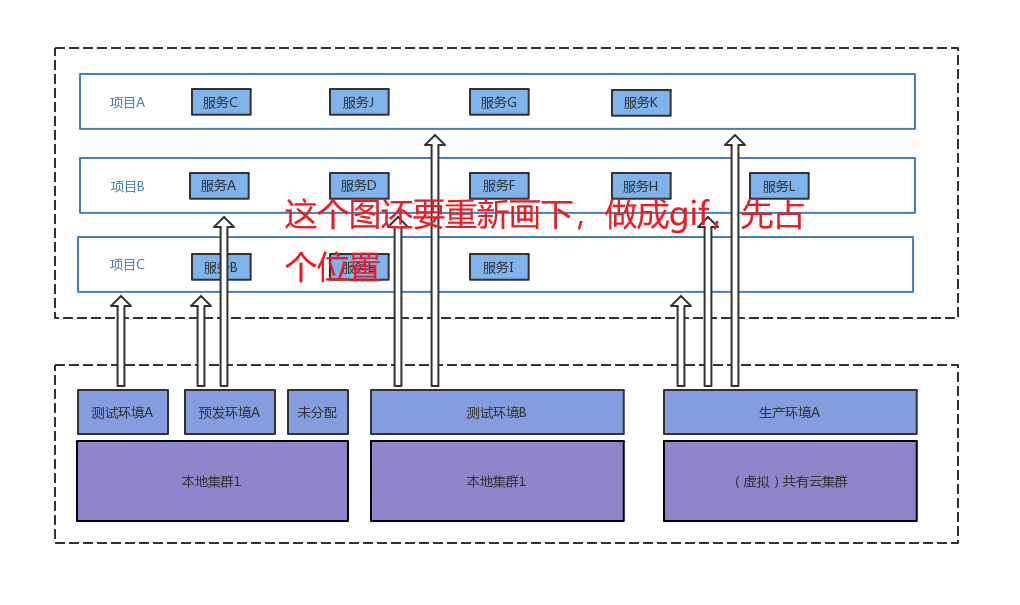 项目A
服务C
服务J
服务G
服务K
项目B
服务A
服务D
服务F
服务H
服务L
这个图还要重新画下，做成gif，先占
个位置
项目C
服务B
服务I
测试环境A
预发环境A
未分配
测试环境B
生产环境A
本地集群1
本地集群1
（虚拟）共有云集群